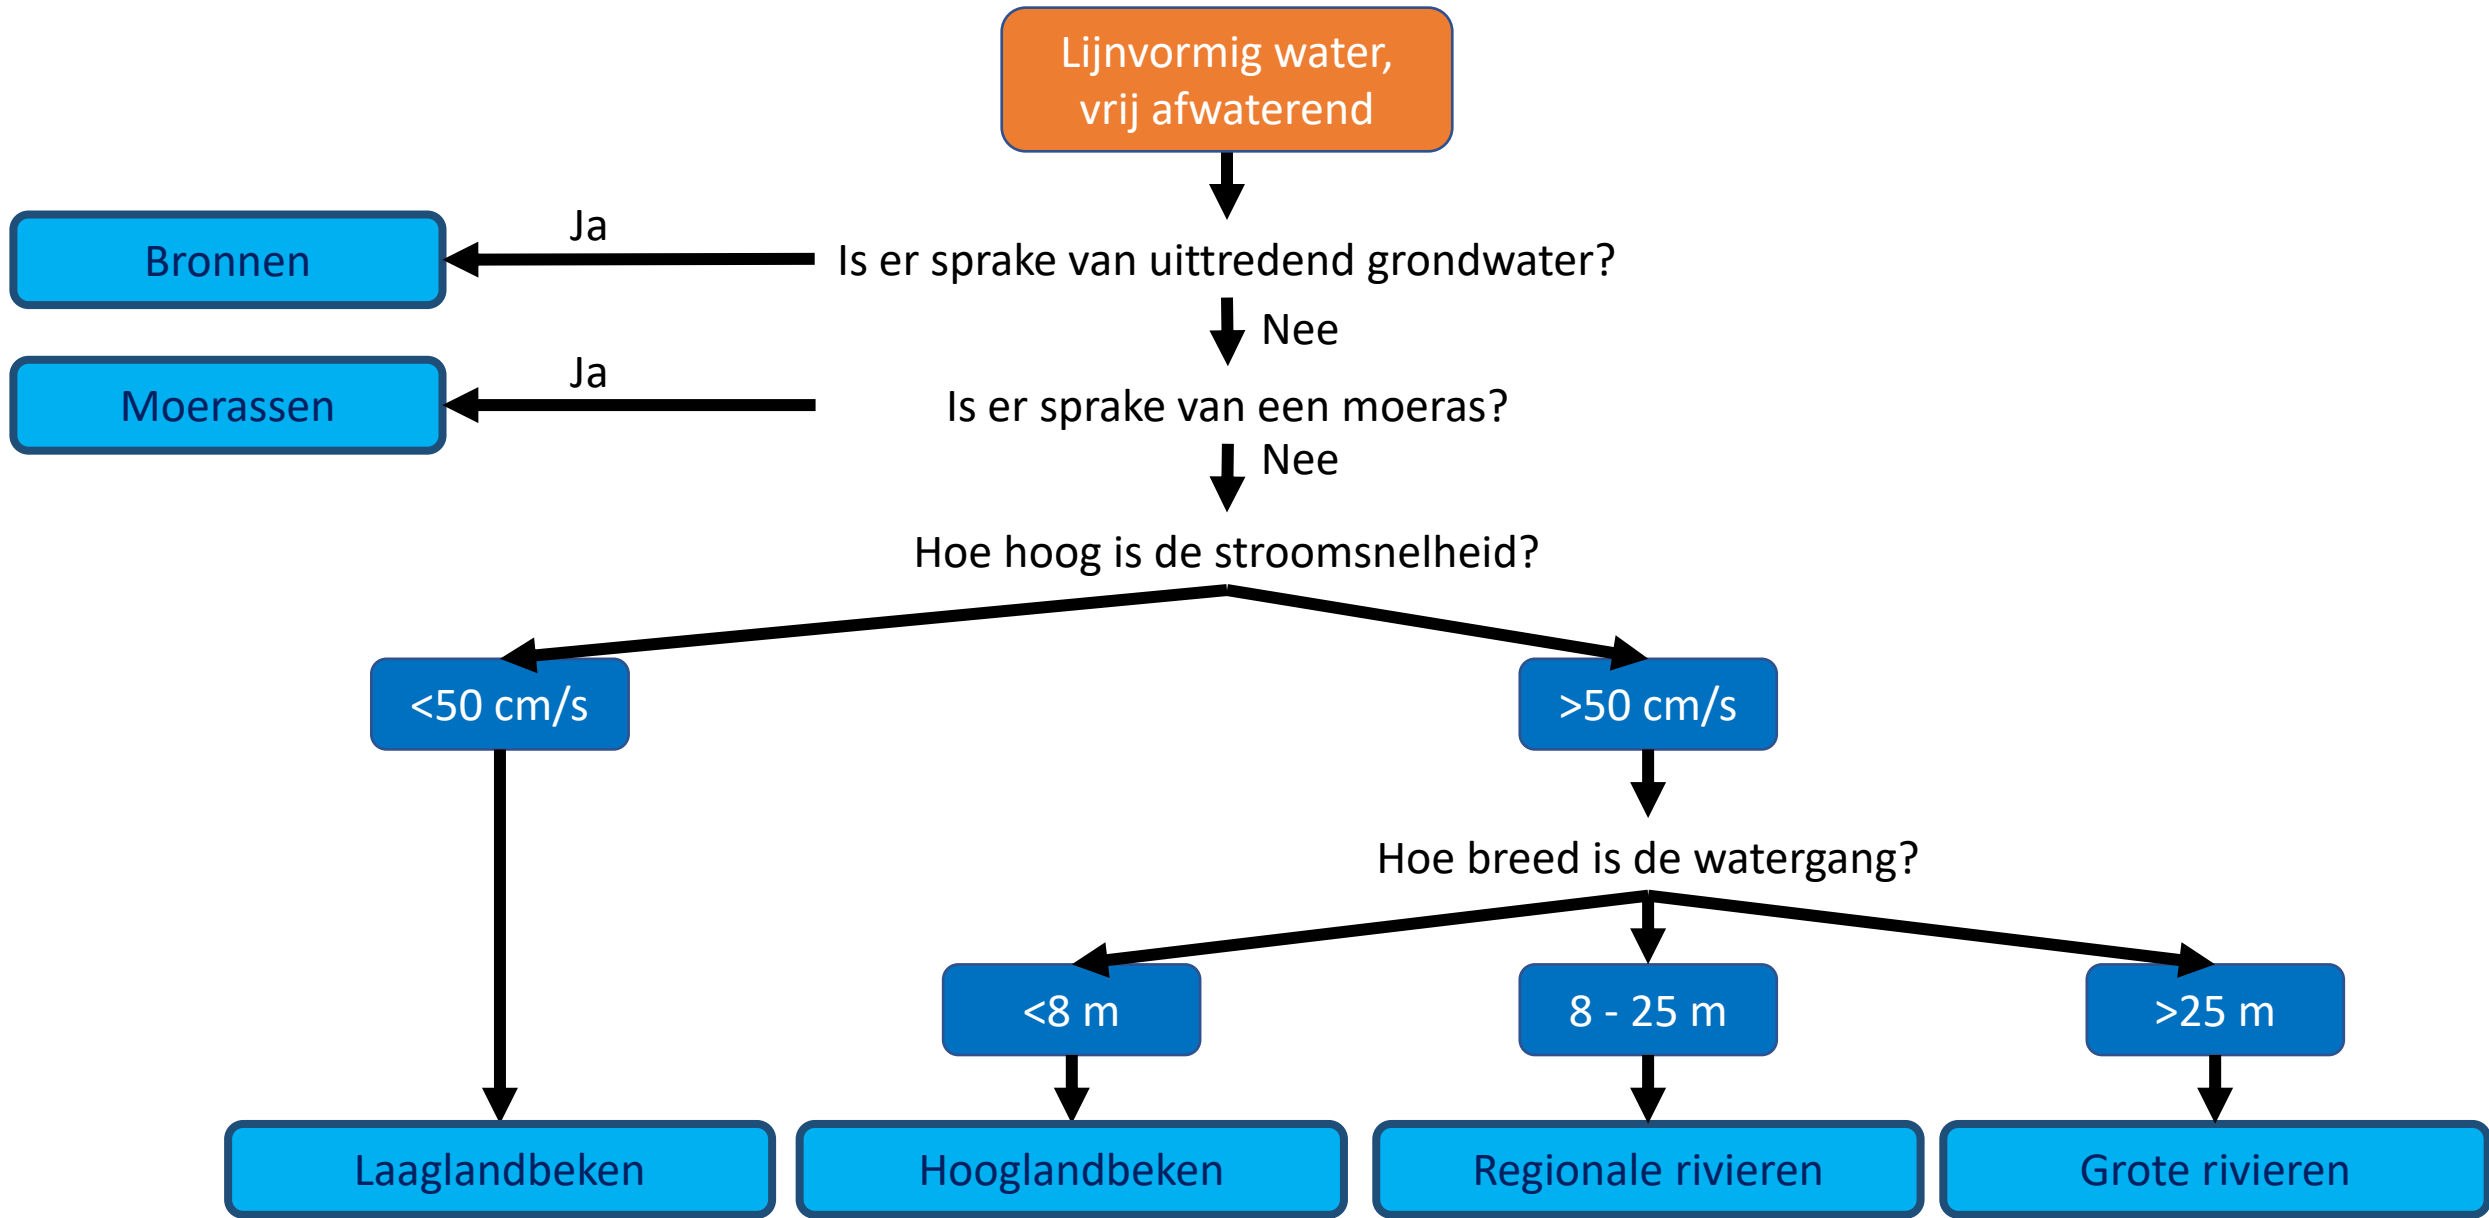 Lijnvormig water,
vrij afwaterend
Ja
Bronnen
Is er sprake van uittredend grondwater?
Nee
Ja
Moerassen
Is er sprake van een moeras?
Nee
Hoe hoog is de stroomsnelheid?
<50 cm/s
>50 cm/s
Hoe breed is de watergang?
<8 m
8 - 25 m
>25 m
Laaglandbeken
Hooglandbeken
Regionale rivieren
Grote rivieren